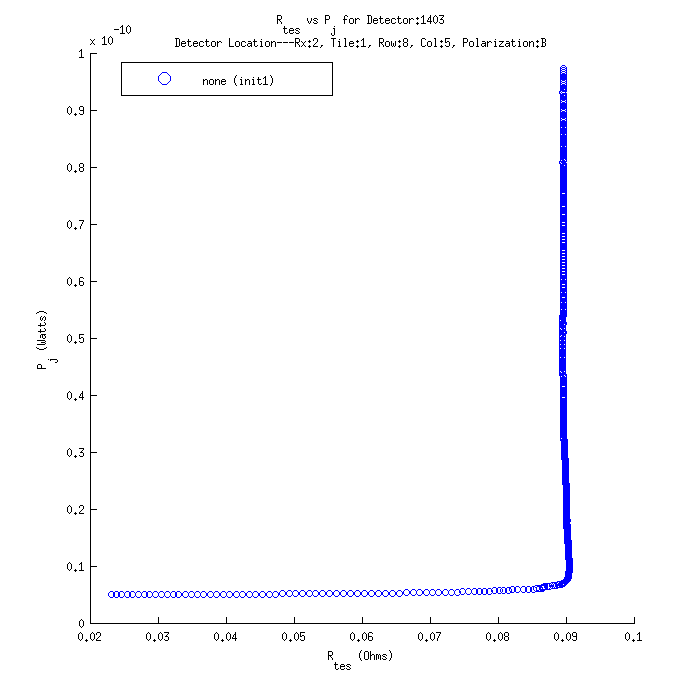 R_tes vs P_j for Detector:1403
x 10^-10
Detector Location---Rx:2, Tile:1, Row:8, Col:5, Polarization:B
none (init1)
1
0.9
0.8
0.7
0.6
0.5
0.4
0.3
0.2
0.1
0
P_j (Watts)
0.02 0.03 0.04 0.05 0.06 0.07 0.08 0.09 0.1
R_tes (Ohms)